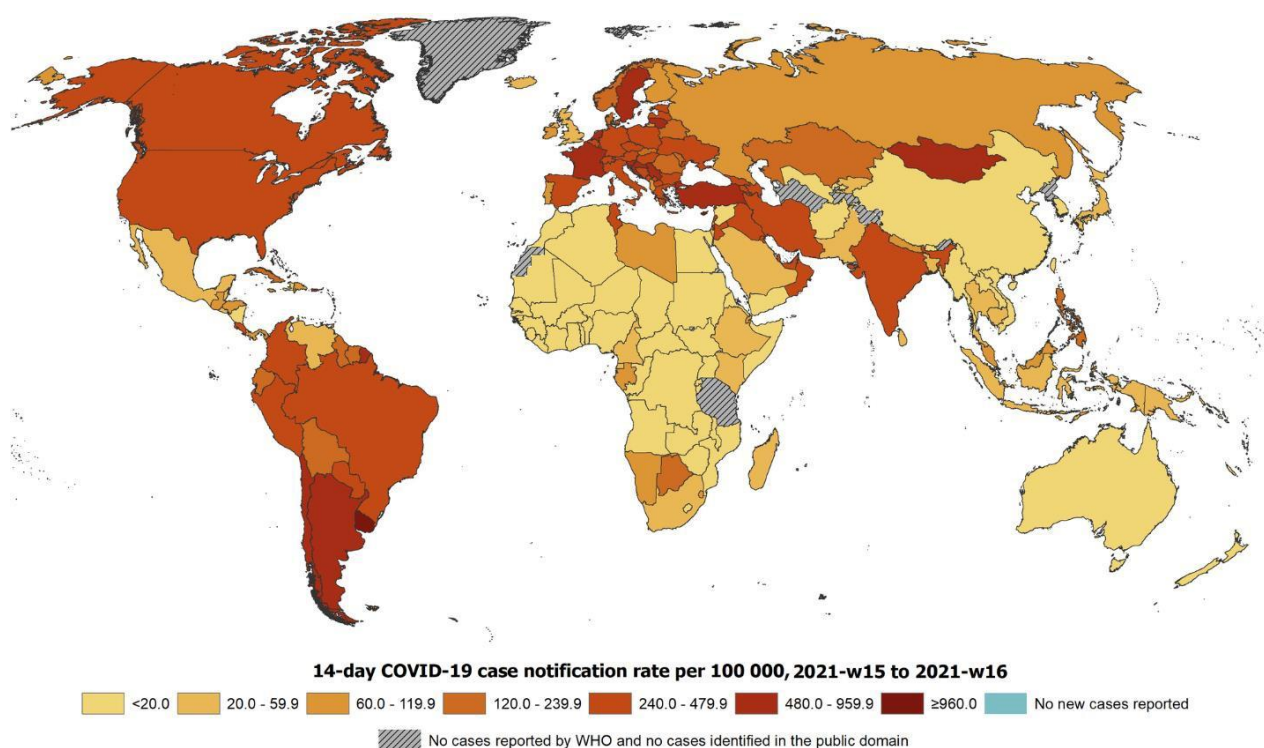 14-day COVID-19 case notification rate per 100 000, 2021-w15 to 2021-w16
<20.0 20.0 - 59.9 60.0 - 119.9 120.0 - 239.9 240.0 - 479.9 480.0 - 959.9 ≥960.0 No new cases reported
No cases reported by WHO and no cases identified in the public domain